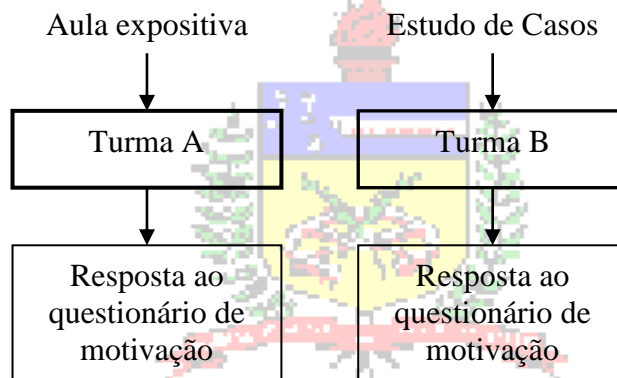 Aula expositiva
Estudo de Casos
Turma A
Turma B
Resposta ao
questionário de
motivação
Resposta ao
questionário de
motivação